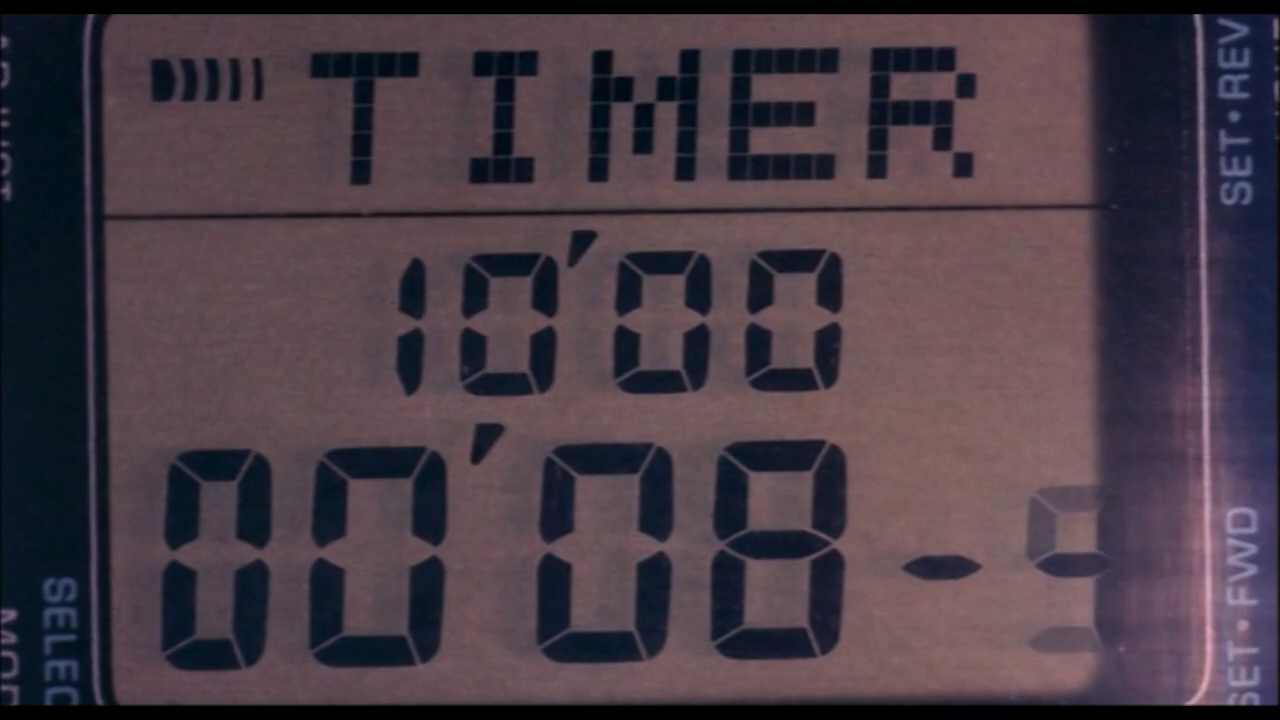 TIMER
10'00
00'08-
SET•REV
SET•FWD
SELEC